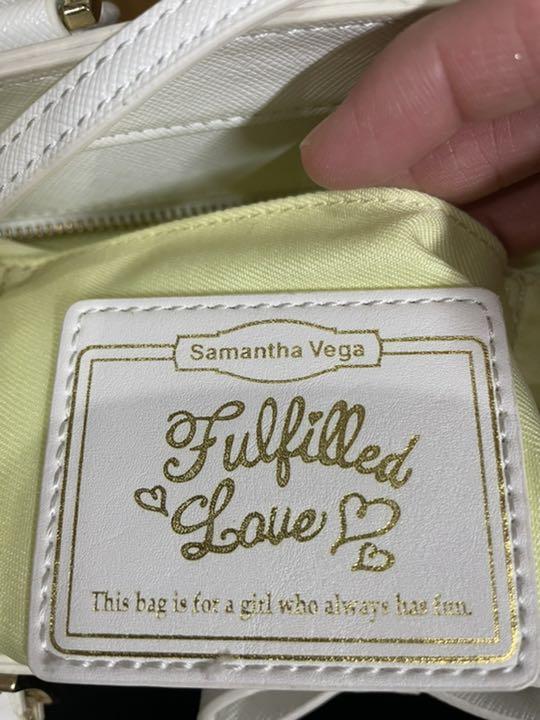 Samantha Vega
Fulfilled
Love
This bag is for a girl who always has fun.